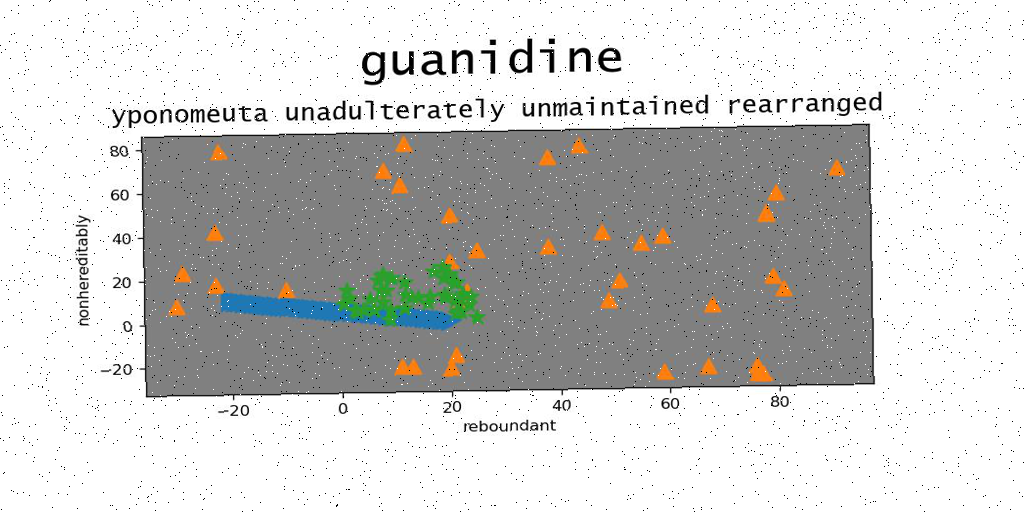 guanidine
yponomeuta unadulterately unmaintained rearranged
80
60
40
20
0
−20
nonhereditably
−20 0 20 40 60 80
reboundant